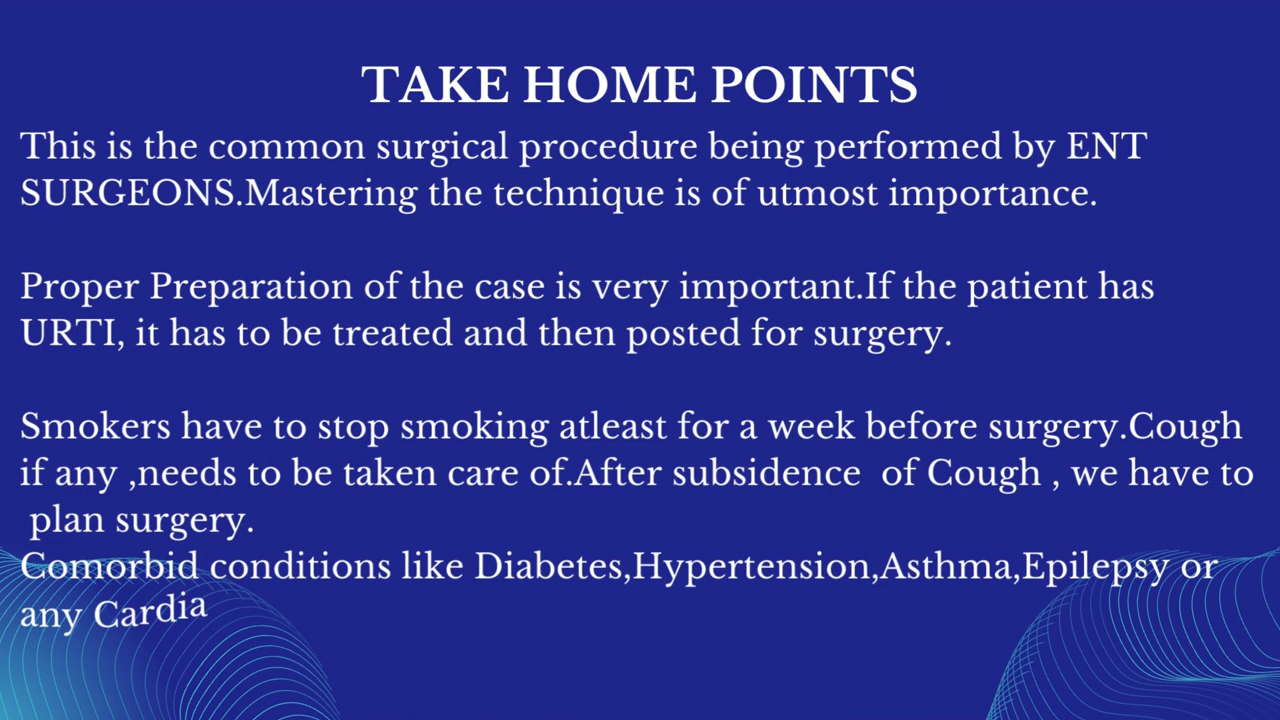 TAKE HOME POINTS
This is the common surgical procedure being performed by ENT
SURGEONS.Mastering the technique is of utmost importance.
Proper Preparation of the case is very important.If the patient has
URTI, it has to be treated and then posted for surgery.
Smokers have to stop smoking atleast for a week before surgery.Cough
if any ,needs to be taken care of.After subsidence  of Cough , we have to
plan surgery.
Comorbid conditions like Diabetes,Hypertension,Asthma,Epilepsy or
any Cardia